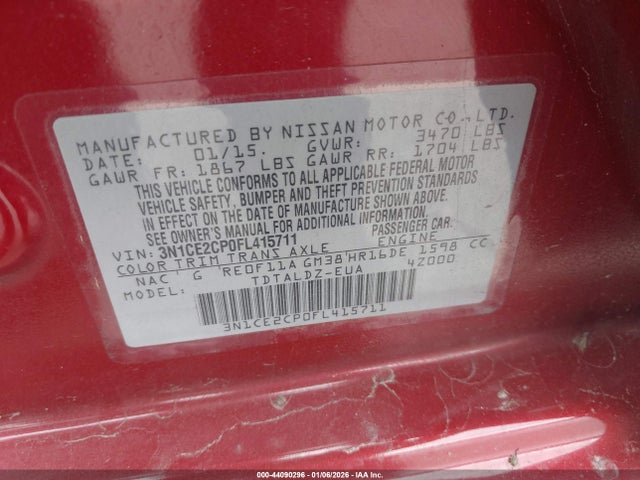 MANUFACTURED BY NISSAN MOTOR CO.,LTD.
DATE: 01/15. GVWR: 3470 LBS
GAWR FR: 1867 LBS GAWR RR: 1704 LBS
THIS VEHICLE CONFORMS TO ALL APPLICABLE FEDERAL MOTOR
VEHICLE SAFETY, BUMPER AND THEFT PREVENTION STANDARDS
IN EFFECT ON THE DATE OF MANUFACTURE SHOWN ABOVE.
SEE OWNER'S MANUAL FOR ADDITIONAL INFORMATION.
VIN: 3N1CE2CP0FL415711 PASSENGER CAR.
COLOR TRIM TRANS AXLE ENGINE
NAC G RE0F11A GM38 HR16DE 1598 CC
MODEL: TDTALDZ-EUA 4Z000
3N1CE2CP0FL415711
000-44090296 - 01/06/2026 - IAA Inc.